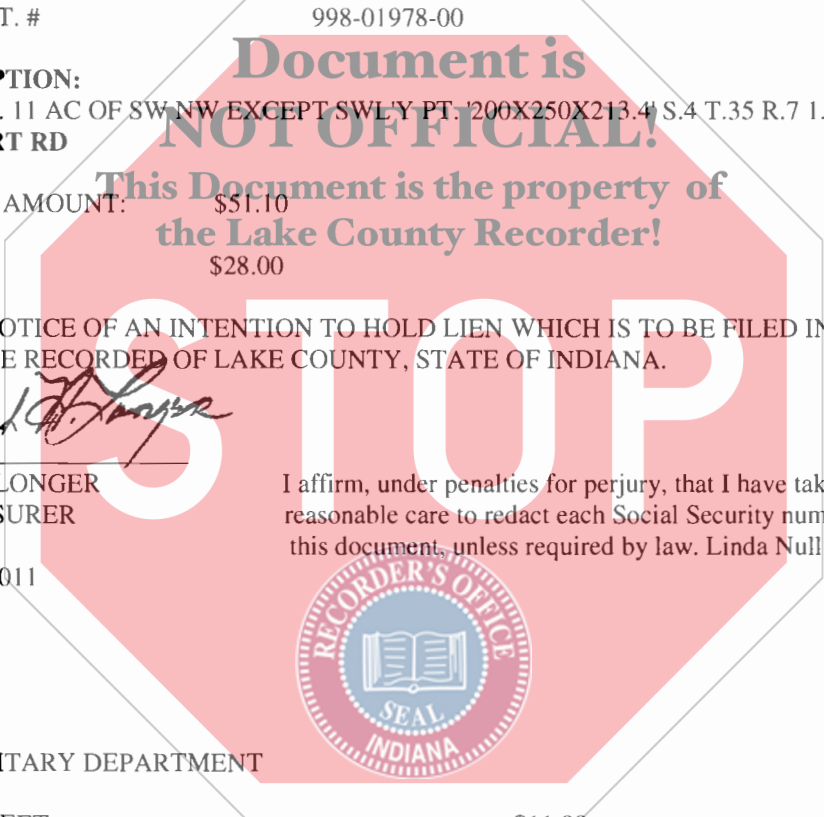 T. # 998-01978-00
Document is
PTION:
. 11 AC OF SW NW EXCEPT SWL'Y PT. '200X250X213.4' S.4 T.35 R.7 1.
NOT OFFICIAL!
RT RD
This Document is the property of
AMOUNT: $51.10
the Lake County Recorder!
$28.00
STOP
OTICE OF AN INTENTION TO HOLD LIEN WHICH IS TO BE FILED IN
E RECORDED OF LAKE COUNTY, STATE OF INDIANA.
LONGER I affirm, under penalties for perjury, that I have tak
SURER reasonable care to redact each Social Security num
this document, unless required by law. Linda Null
011
RECORDER'S OFFICE
SEAL
INDIANA
ITARY DEPARTMENT